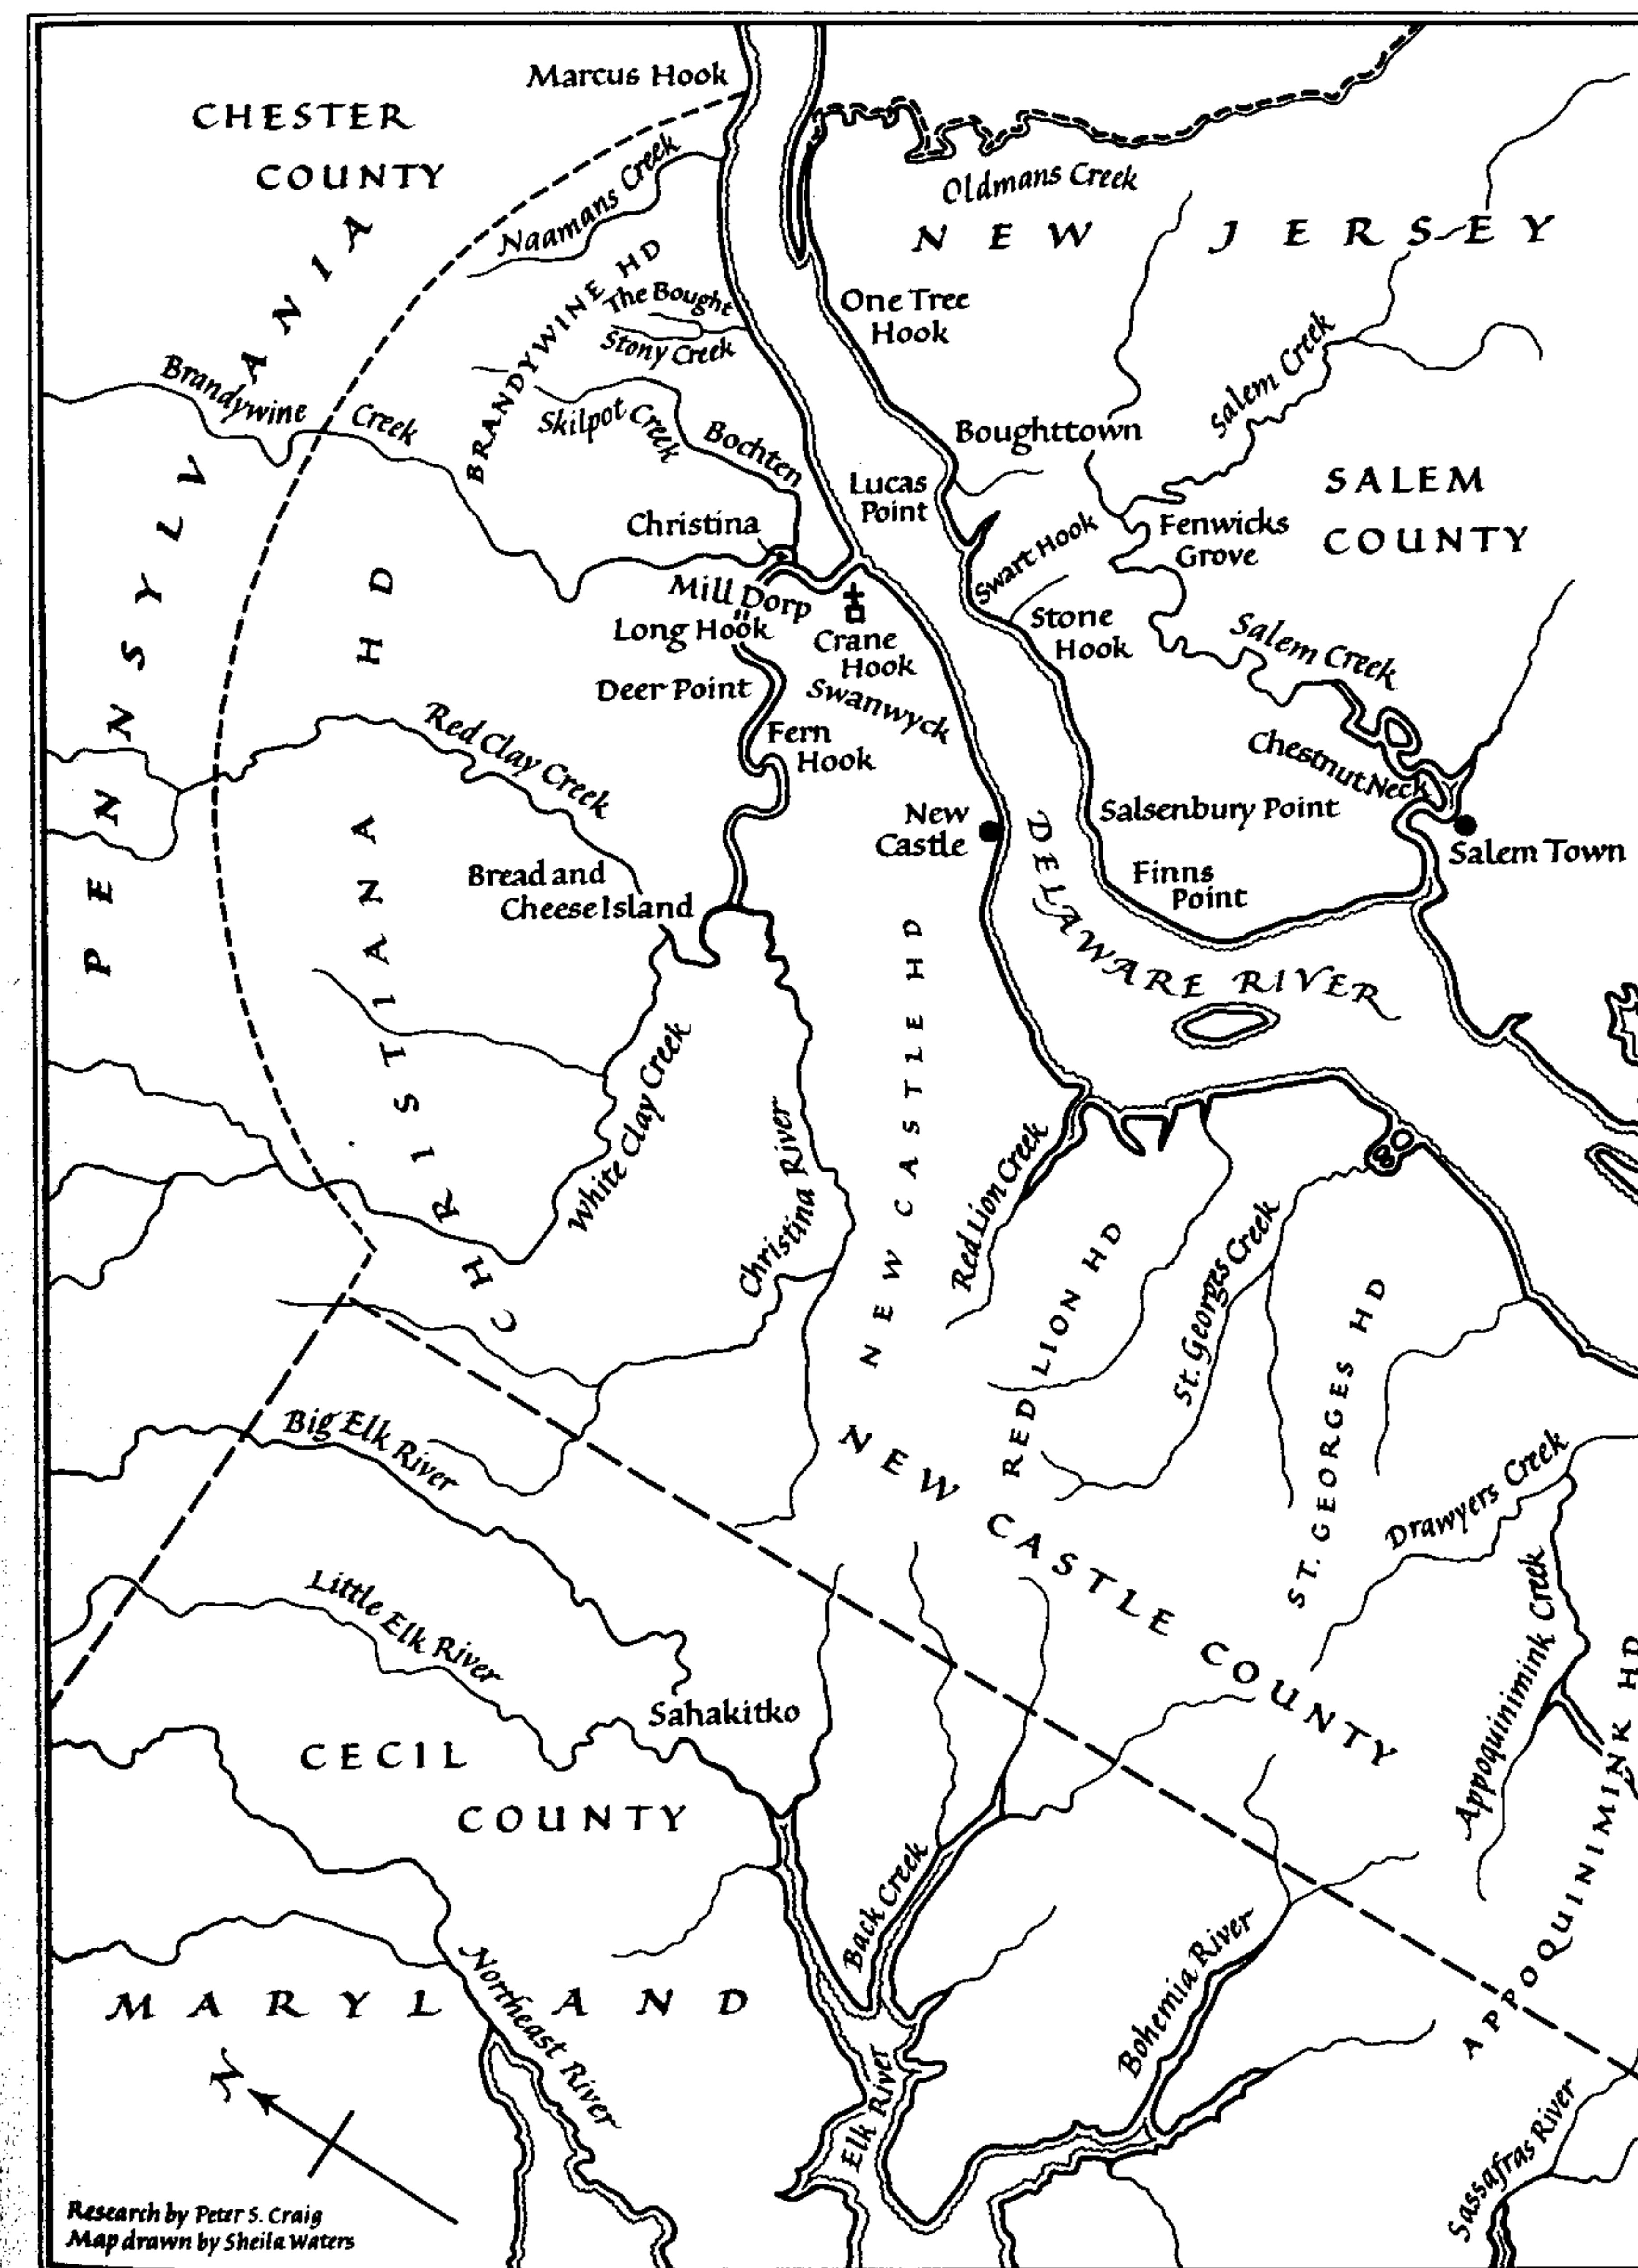 Marcus Hook
CHESTER
COUNTY
PENNSYLVANIA
Naamans Creek
Oldmans Creek
NEW JERSEY
BRANDYWINE HD
The Bought
Stony Creek
One Tree
Hook
Brandywine Creek
Skilpot Creek
Bochten
Boughttown
Salem Creek
Lucas
Point
SALEM
COUNTY
Christina
Swart Hook
Fenwicks
Grove
Mill Dorp
Long Hook
Crane
Hook
Stone
Hook
Salem Creek
Deer Point
Swanwyck
Red Clay Creek
Fern
Hook
Chestnut Neck
New
Castle
Salsenbury Point
Salem Town
Bread and
Cheese Island
Finns
Point
DELAWARE RIVER
CHRISTIANA HD
NEW CASTLE HD
White Clay Creek
Christina River
Red Lion Creek
RED LION HD
St. Georges Creek
ST. GEORGES HD
Big Elk River
NEW CASTLE COUNTY
Drawyers Creek
Appoquinimink Creek
APPOQUINIMINK HD
Little Elk River
Sahakitko
CECIL
COUNTY
Back Creek
Bohemia River
MARYLAND
Northeast River
Elk River
Sassafras River
N
Research by Peter S. Craig
Map drawn by Sheila Waters